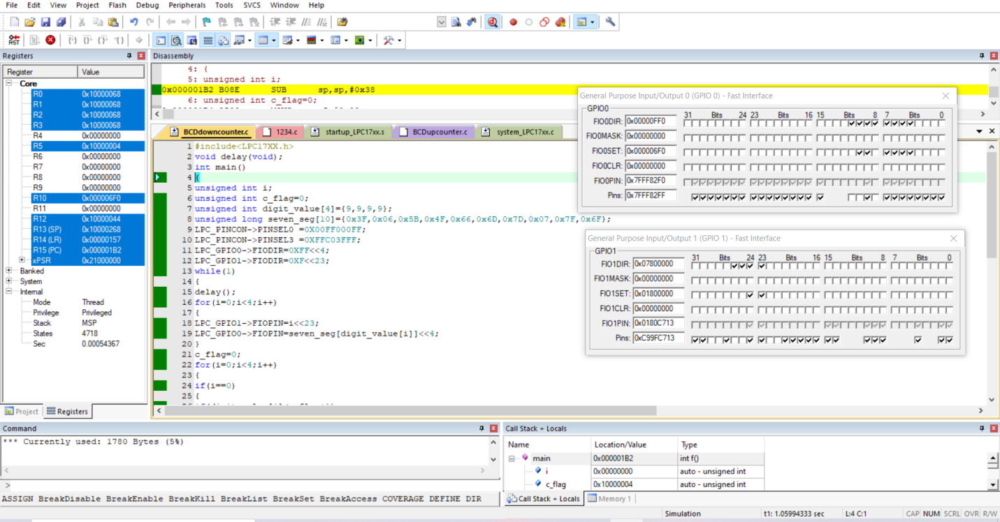 File Edit View Project Flash Debug Peripherals Tools SVCS Window Help
Registers
Register Value
Core
R0 0x10000068
R1 0x10000068
R2 0x10000068
R3 0x10000068
R4 0x00000000
R5 0x10000004
R6 0x00000000
R7 0x00000000
R8 0x00000000
R9 0x00000000
R10 0x000006F0
R11 0x00000000
R12 0x10000044
R13 (SP) 0x10000268
R14 (LR) 0x00000157
R15 (PC) 0x000001B2
xPSR 0x21000000
Banked
System
Internal
Mode Thread
Privilege Privileged
Stack MSP
States 4718
Sec 0.00054367
Project Registers
Disassembly
4: {
5: unsigned int i;
0x000001B2 B08E SUB sp,sp,#0x38
6: unsigned int c_flag=0;
BCDdowncounter.c 1234.c startup_LPC17xx.s BCDupcounter.c system_LPC17xx.c
1 #include<LPC17XX.h>
2 void delay(void);
3 int main()
4 {
5 unsigned int i;
6 unsigned int c_flag=0;
7 unsigned int digit_value[4]={9,9,9,9};
8 unsigned long seven_seg[10]={0x3F,0x06,0x5B,0x4F,0x66,0x6D,0x7D,0x07,0x7F,0x6F};
9 LPC_PINCON->PINSEL0 =0X00FF000FF;
10 LPC_PINCON->PINSEL3 =0XFFC03FFF;
11 LPC_GPIO0->FIODIR=0XFF<<4;
12 LPC_GPIO1->FIODIR=0XF<<23;
13 while(1)
14 {
15 delay();
16 for(i=0;i<4;i++)
17 {
18 LPC_GPIO1->FIOPIN=i<<23;
19 LPC_GPIO0->FIOPIN=seven_seg[digit_value[i]]<<4;
20 }
21 c_flag=0;
22 for(i=0;i<4;i++)
23 {
24 if(i==0)
25 {
General Purpose Input/Output 0 (GPIO 0) - Fast Interface
GPIO0
31 Bits 24 23 Bits 16 15 Bits 8 7 Bits 0
FIO0DIR: 0x00000FF0
FIO0MASK: 0x00000000
FIO0SET: 0x000006F0
FIO0CLR: 0x00000000
FIO0PIN: 0x7FFF82F0
Pins: 0x7FFF82FF
General Purpose Input/Output 1 (GPIO 1) - Fast Interface
GPIO1
31 Bits 24 23 Bits 16 15 Bits 8 7 Bits 0
FIO1DIR: 0x07800000
FIO1MASK: 0x00000000
FIO1SET: 0x01800000
FIO1CLR: 0x00000000
FIO1PIN: 0x0180C713
Pins: 0xC99FC713
Command
*** Currently used: 1780 Bytes (5%)
>
ASSIGN BreakDisable BreakEnable BreakKill BreakList BreakSet BreakAccess COVERAGE DEFINE DIR
Call Stack + Locals
Name Location/Value Type
main 0x000001B2 int f()
i 0x00000000 auto - unsigned int
c_flag 0x10000004 auto - unsigned int
Call Stack + Locals Memory 1
Simulation t1: 1.05994333 sec L:4 C:1 CAP NUM SCRL OVR R/W